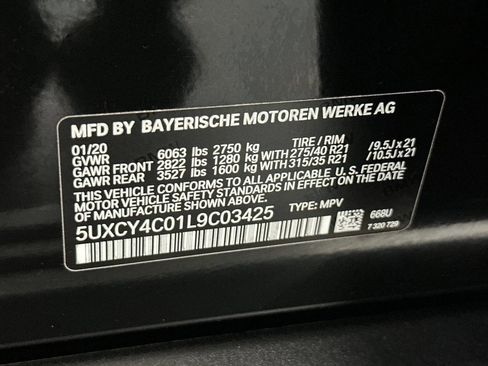 MFD BY BAYERISCHE MOTOREN WERKE AG
01/20 TIRE / RIM
GVWR 6063 lbs 2750 kg
GAWR FRONT 2822 lbs 1280 kg 275/40 R21 /9.5J x 21
GAWR REAR 3527 lbs 1600 kg 315/35 R21 /10.5J x 21
THIS VEHICLE CONFORMS TO ALL APPLICABLE U.S. FEDERAL
MOTOR VEHICLE SAFETY STANDARDS IN EFFECT
ON THE DATE OF MANUFACTURE SHOWN ABOVE.
5UXCY4C01L9C03425 TYPE: MPV
668U
7 320 729